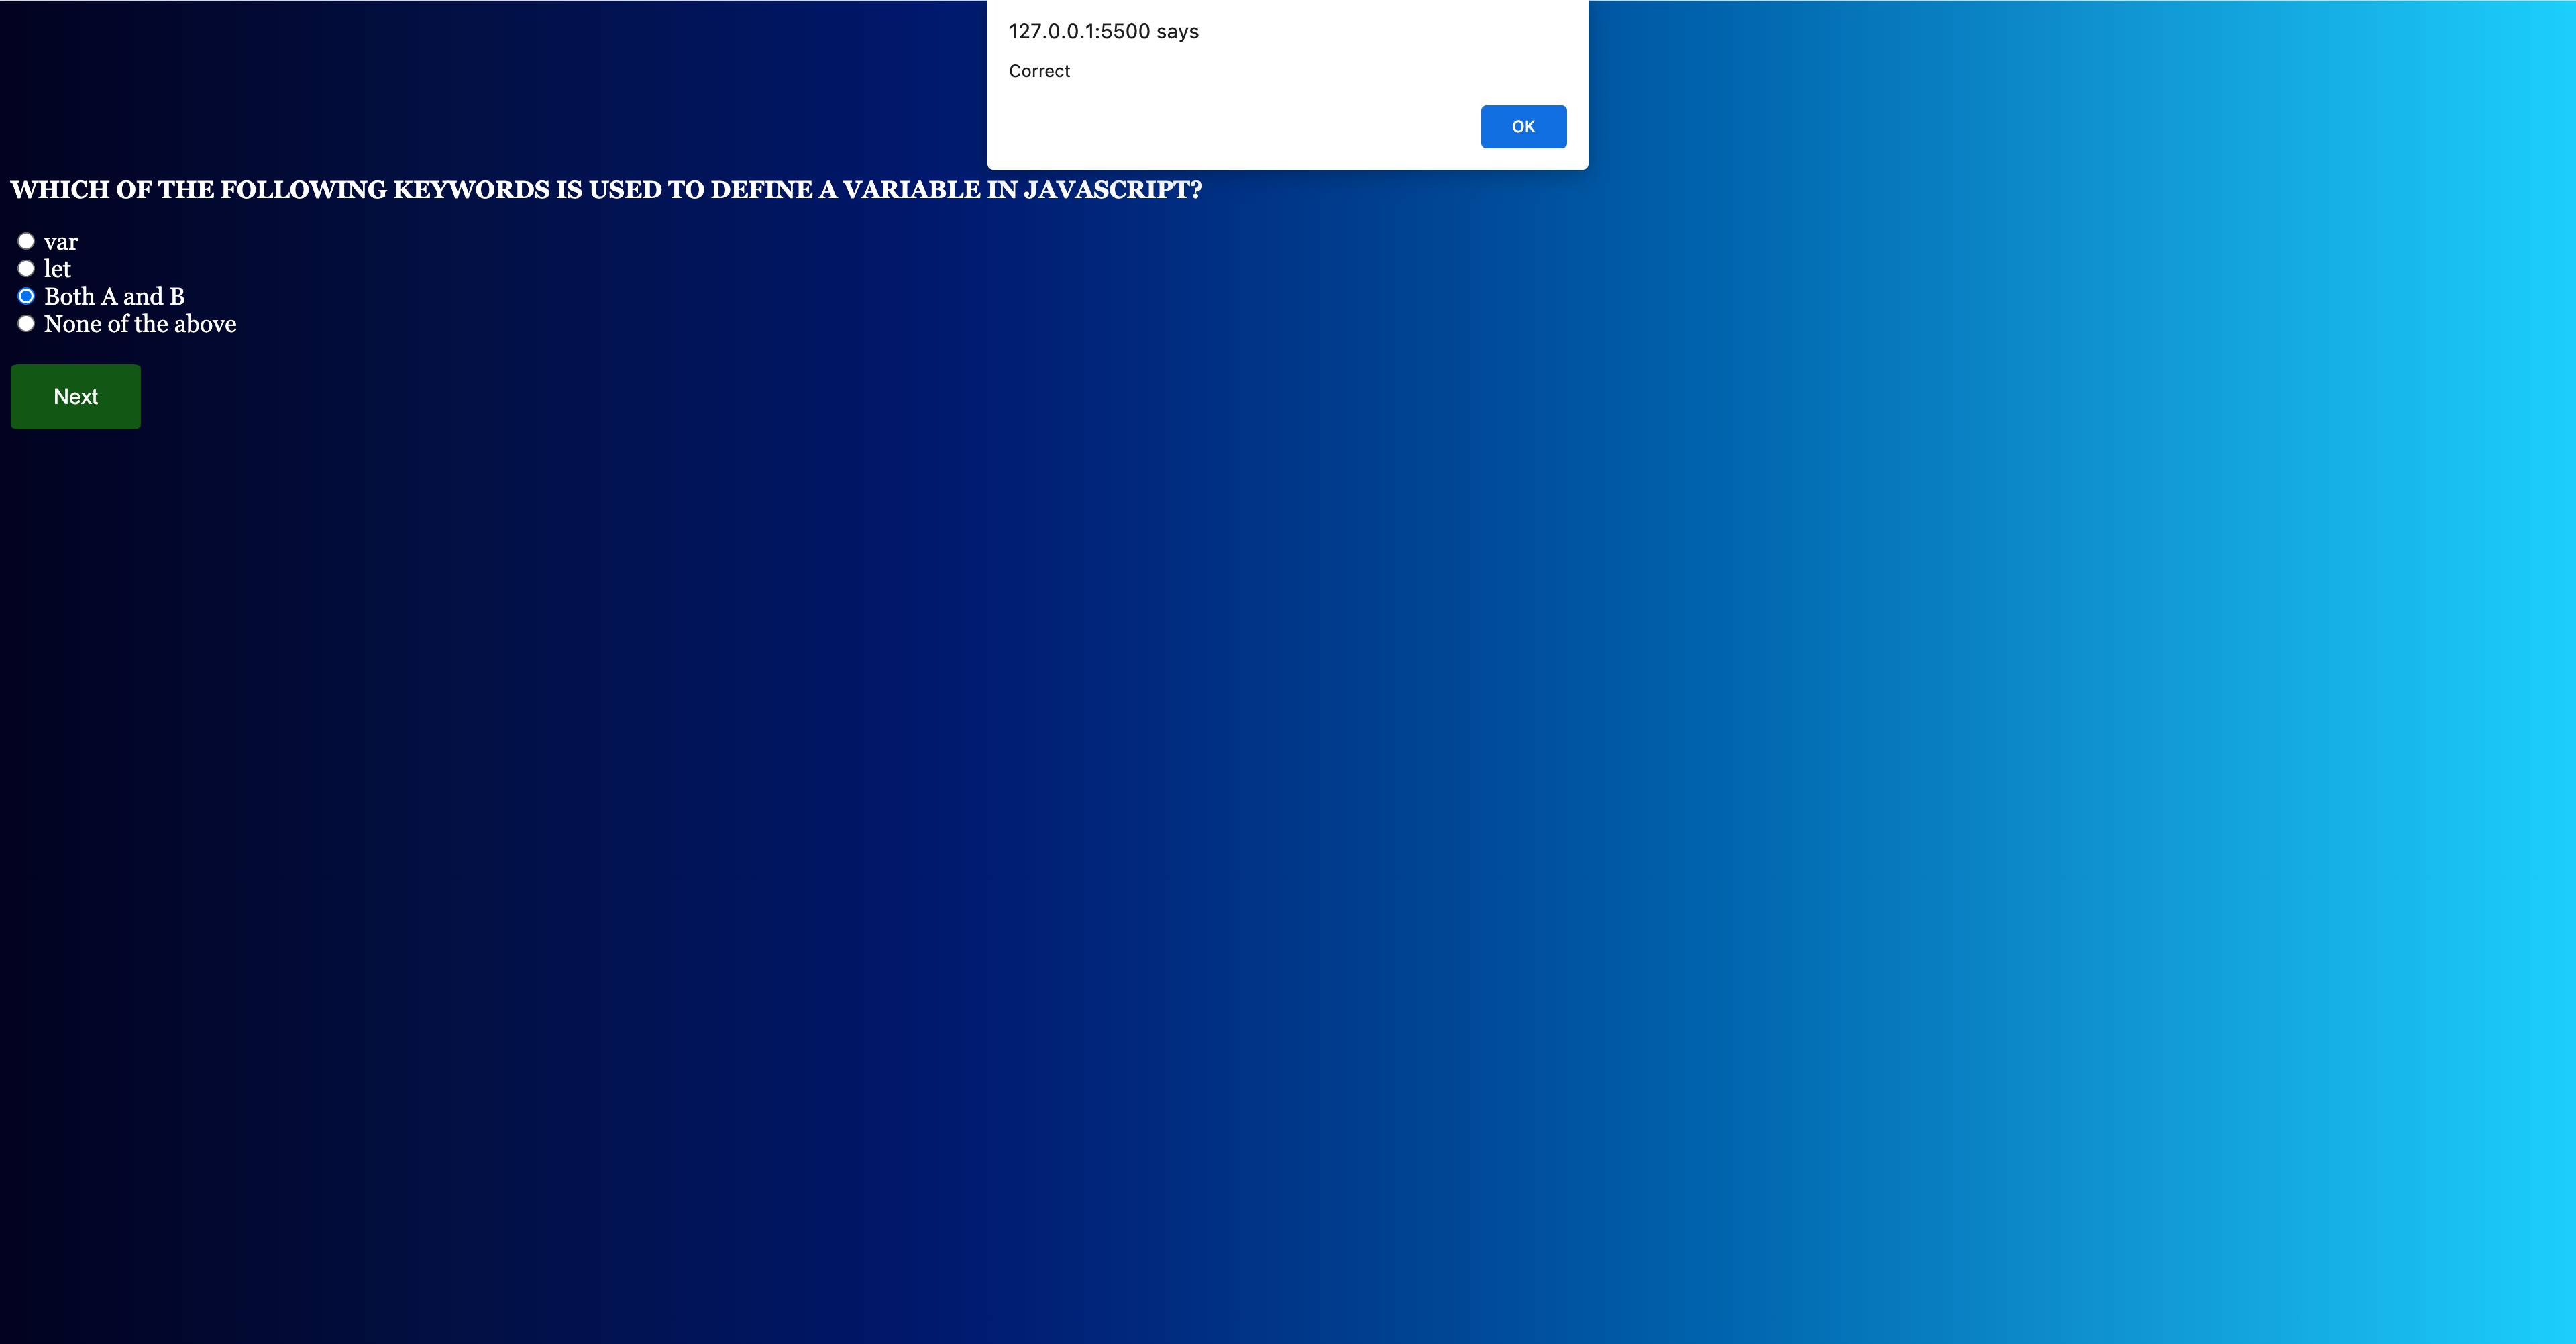 127.0.0.1:5500 says
Correct
OK
WHICH OF THE FOLLOWING KEYWORDS IS USED TO DEFINE A VARIABLE IN JAVASCRIPT?
var
let
Both A and B
None of the above
Next